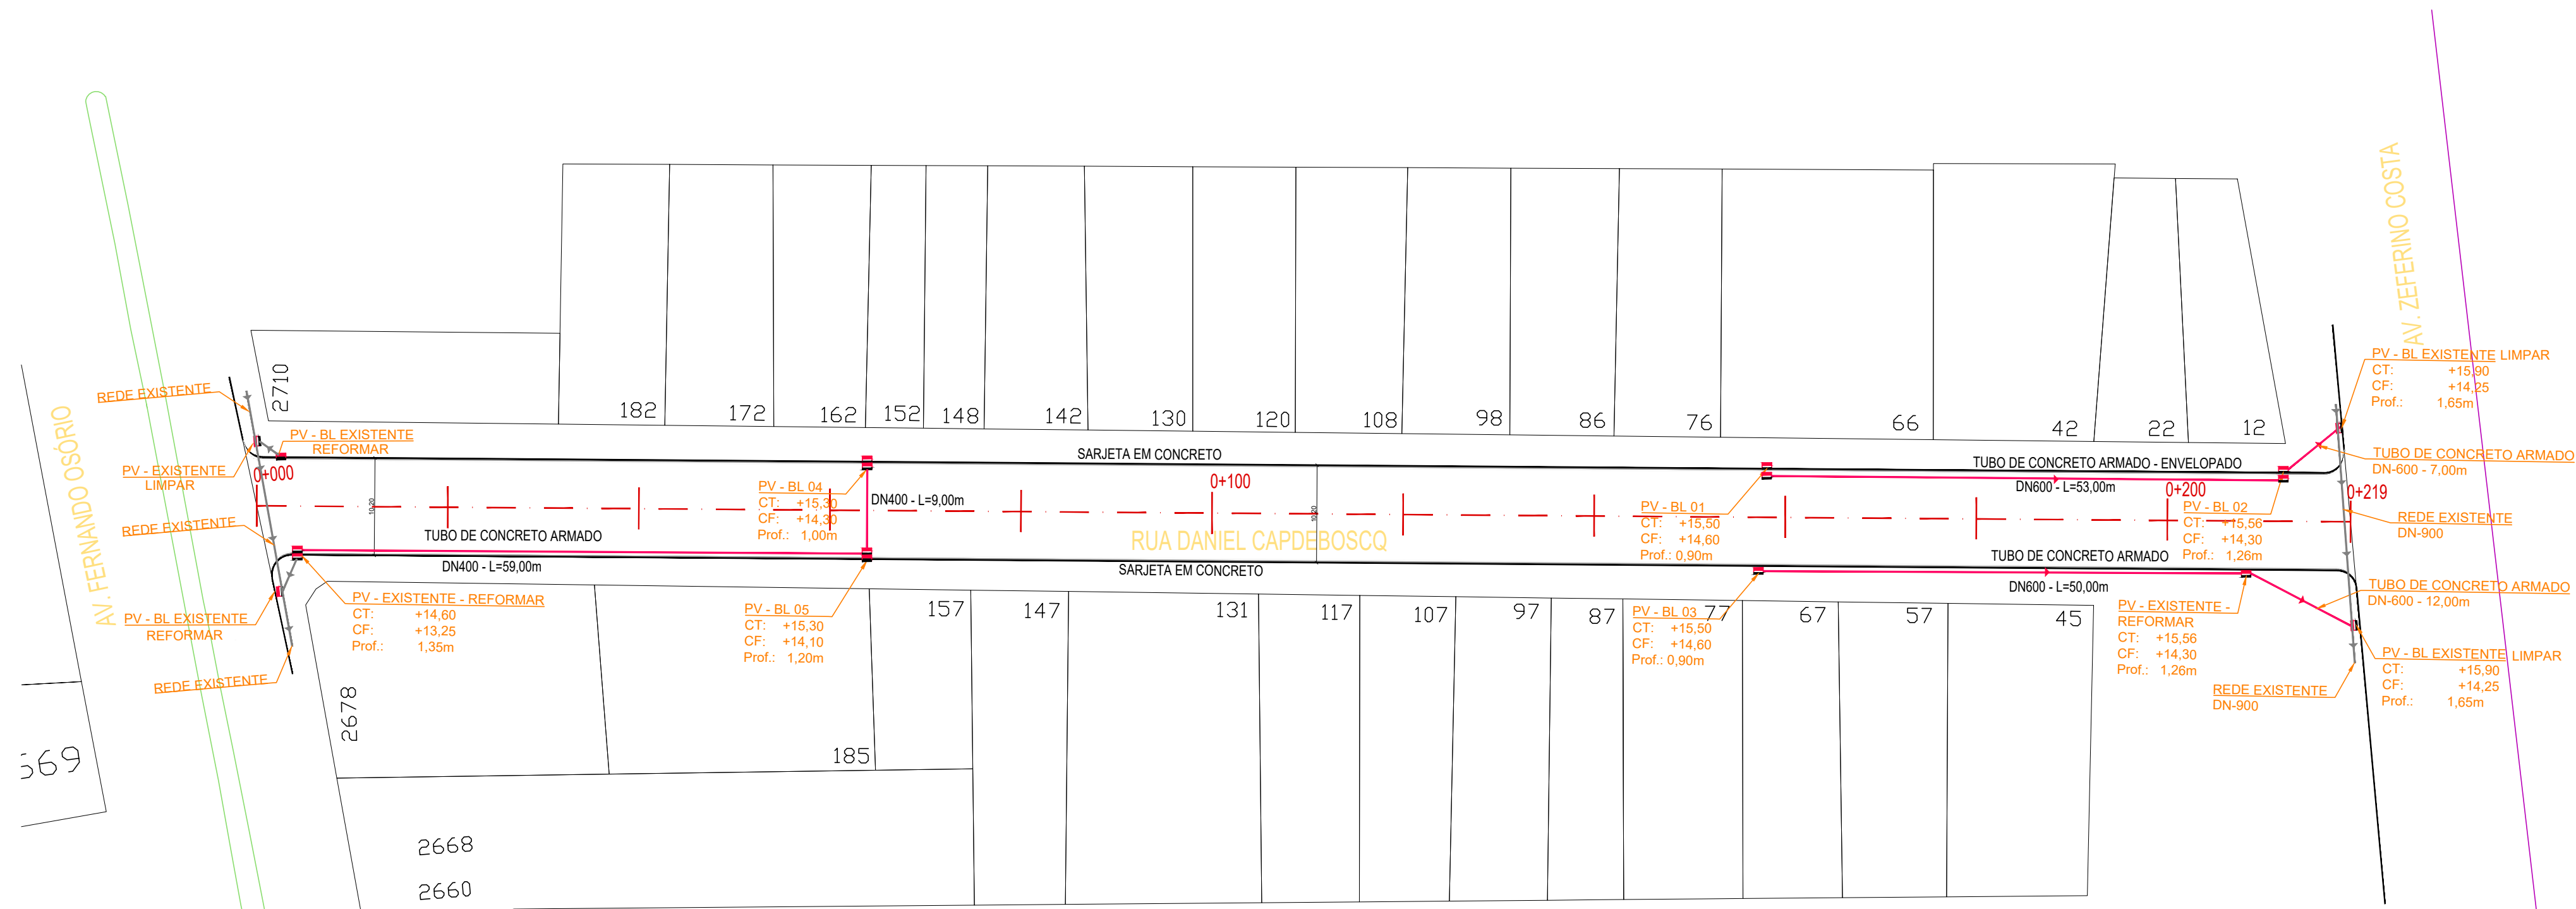 AV. FERNANDO OSÓRIO
AV. ZEFERINO COSTA
RUA DANIEL CAPDEBOSCQ
2710
182
172
162
152
148
142
130
120
108
98
86
76
66
42
22
12
REDE EXISTENTE
PV - EXISTENTE
LIMPAR
PV - BL EXISTENTE
REFORMAR
0+000
REDE EXISTENTE
PV - BL EXISTENTE
REFORMAR
REDE EXISTENTE
10,20
TUBO DE CONCRETO ARMADO
DN400 - L=59,00m
PV - EXISTENTE - REFORMAR
CT: +14,60
CF: +13,25
Prof.: 1,35m
PV - BL 04
CT: +15,30
CF: +14,30
Prof.: 1,00m
DN400 - L=9,00m
PV - BL 05
CT: +15,30
CF: +14,10
Prof.: 1,20m
SARJETA EM CONCRETO
0+100
10,20
SARJETA EM CONCRETO
PV - BL 01
CT: +15,50
CF: +14,60
Prof.: 0,90m
PV - BL 03
CT: +15,50
CF: +14,60
Prof.: 0,90m
TUBO DE CONCRETO ARMADO - ENVELOPADO
DN600 - L=53,00m
0+200
PV - BL 02
CT: +15,56
CF: +14,30
Prof.: 1,26m
TUBO DE CONCRETO ARMADO
DN600 - L=50,00m
PV - EXISTENTE -
REFORMAR
CT: +15,56
CF: +14,30
Prof.: 1,26m
0+219
PV - BL EXISTENTE LIMPAR
CT: +15,90
CF: +14,25
Prof.: 1,65m
TUBO DE CONCRETO ARMADO
DN-600 - 7,00m
REDE EXISTENTE
DN-900
TUBO DE CONCRETO ARMADO
DN-600 - 12,00m
PV - BL EXISTENTE LIMPAR
CT: +15,90
CF: +14,25
Prof.: 1,65m
REDE EXISTENTE
DN-900
2678
185
157
147
131
117
107
97
87
77
67
57
45
669
2668
2660